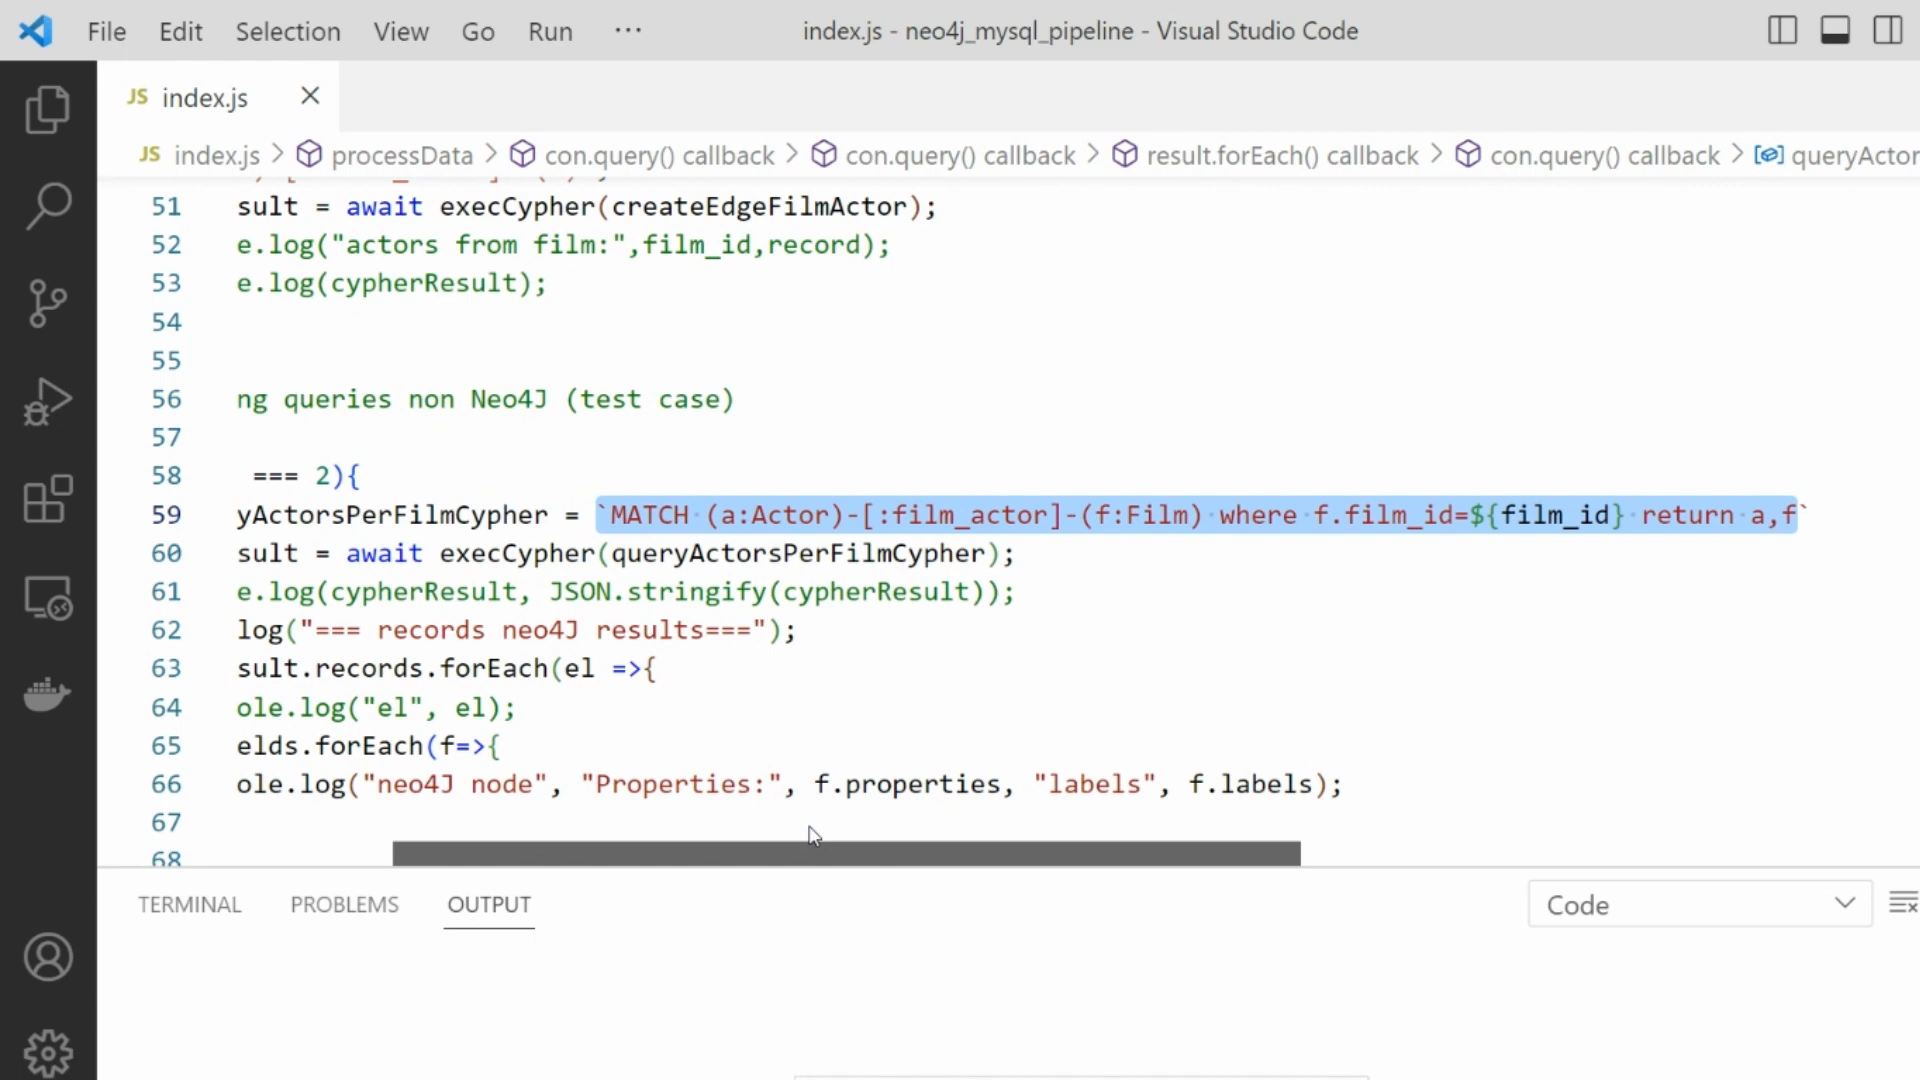 File Edit Selection View Go Run ··· index.js - neo4j_mysql_pipeline - Visual Studio Code
JS index.js ×
JS index.js > processData > con.query() callback > con.query() callback > result.forEach() callback > con.query() callback > queryActor
51 sult = await execCypher(createEdgeFilmActor);
52 e.log("actors from film:",film_id,record);
53 e.log(cypherResult);
54
55
56 ng queries non Neo4J (test case)
57
58 === 2){
59 yActorsPerFilmCypher = `MATCH (a:Actor)-[:film_actor]-(f:Film) where f.film_id=${film_id} return a,f`
60 sult = await execCypher(queryActorsPerFilmCypher);
61 e.log(cypherResult, JSON.stringify(cypherResult));
62 log("=== records neo4J results===");
63 sult.records.forEach(el =>{
64 ole.log("el", el);
65 elds.forEach(f=>{
66 ole.log("neo4J node", "Properties:", f.properties, "labels", f.labels);
67
68
TERMINAL PROBLEMS OUTPUT Code